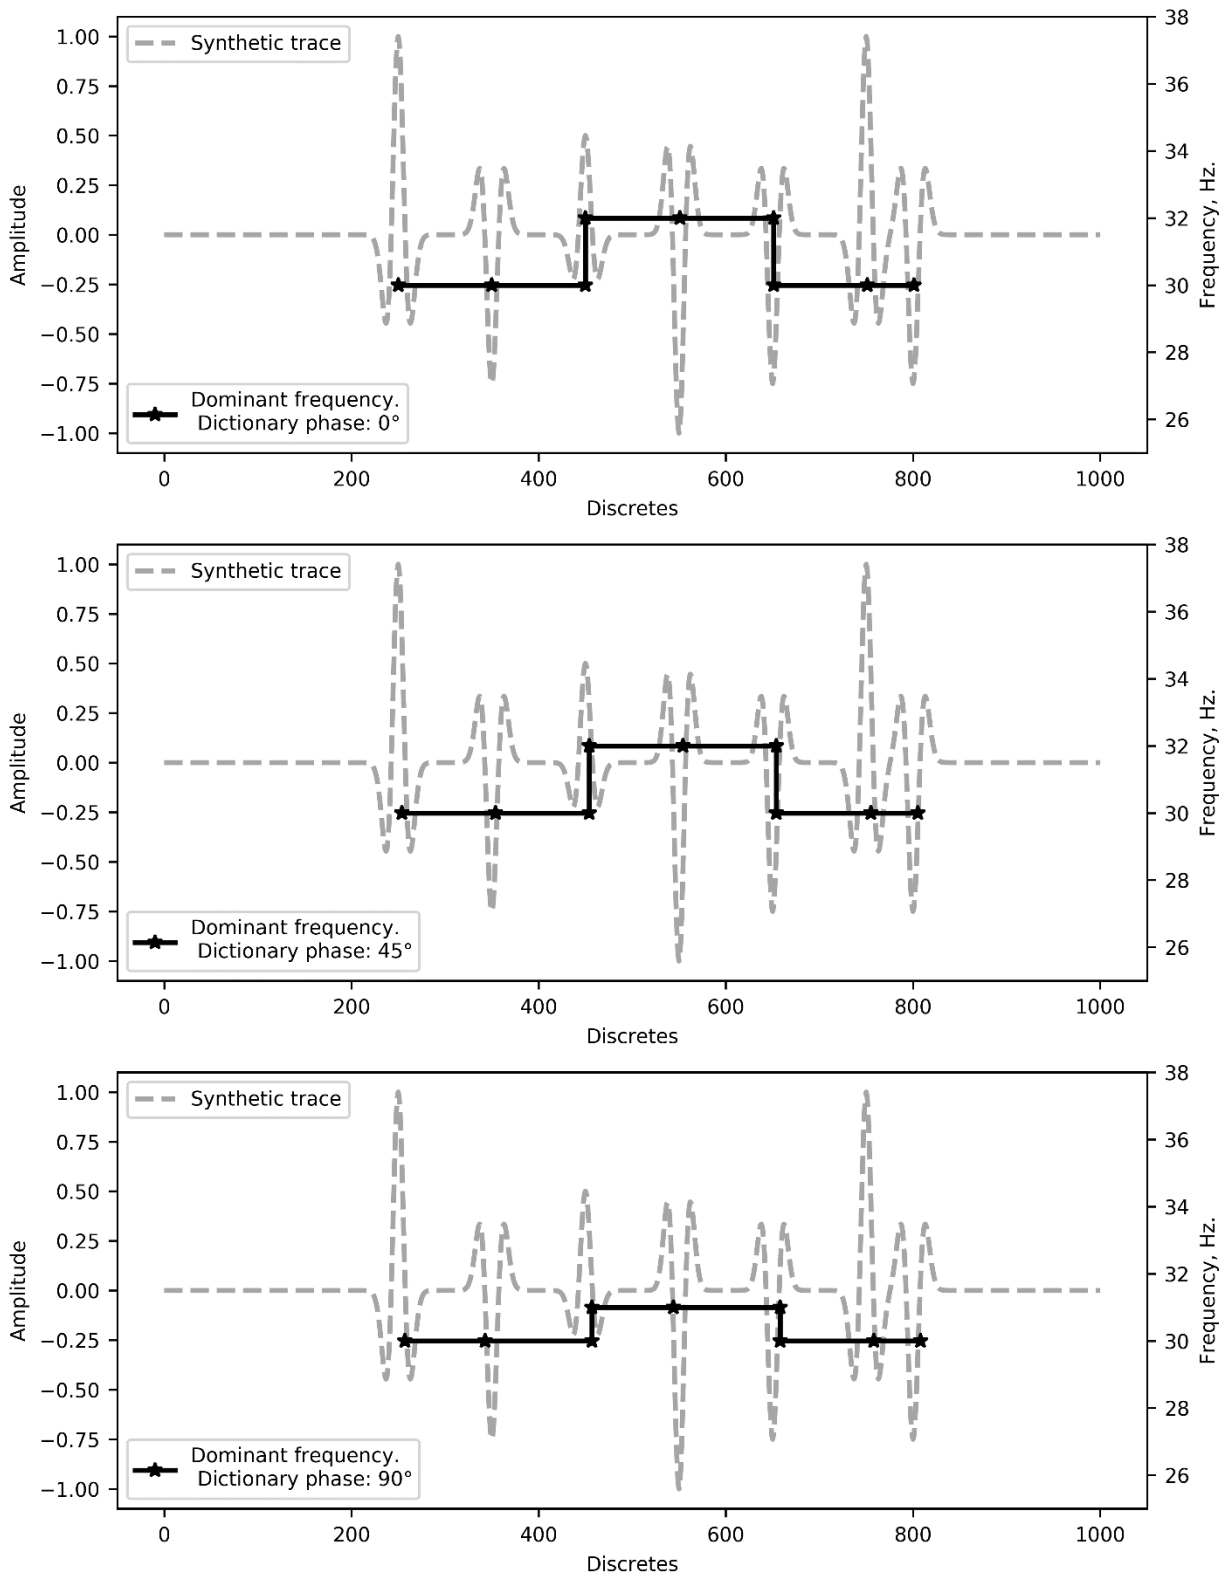 1.00
0.75
0.50
0.25
0.00
−0.25
−0.50
−0.75
−1.00
Amplitude
Synthetic trace
Dominant frequency.
Dictionary phase: 0°
38
36
34
32
30
28
26
Frequency, Hz.
0 200 400 600 800 1000
Discretes
1.00
0.75
0.50
0.25
0.00
−0.25
−0.50
−0.75
−1.00
Amplitude
Synthetic trace
Dominant frequency.
Dictionary phase: 45°
38
36
34
32
30
28
26
Frequency, Hz.
0 200 400 600 800 1000
Discretes
1.00
0.75
0.50
0.25
0.00
−0.25
−0.50
−0.75
−1.00
Amplitude
Synthetic trace
Dominant frequency.
Dictionary phase: 90°
38
36
34
32
30
28
26
Frequency, Hz.
0 200 400 600 800 1000
Discretes